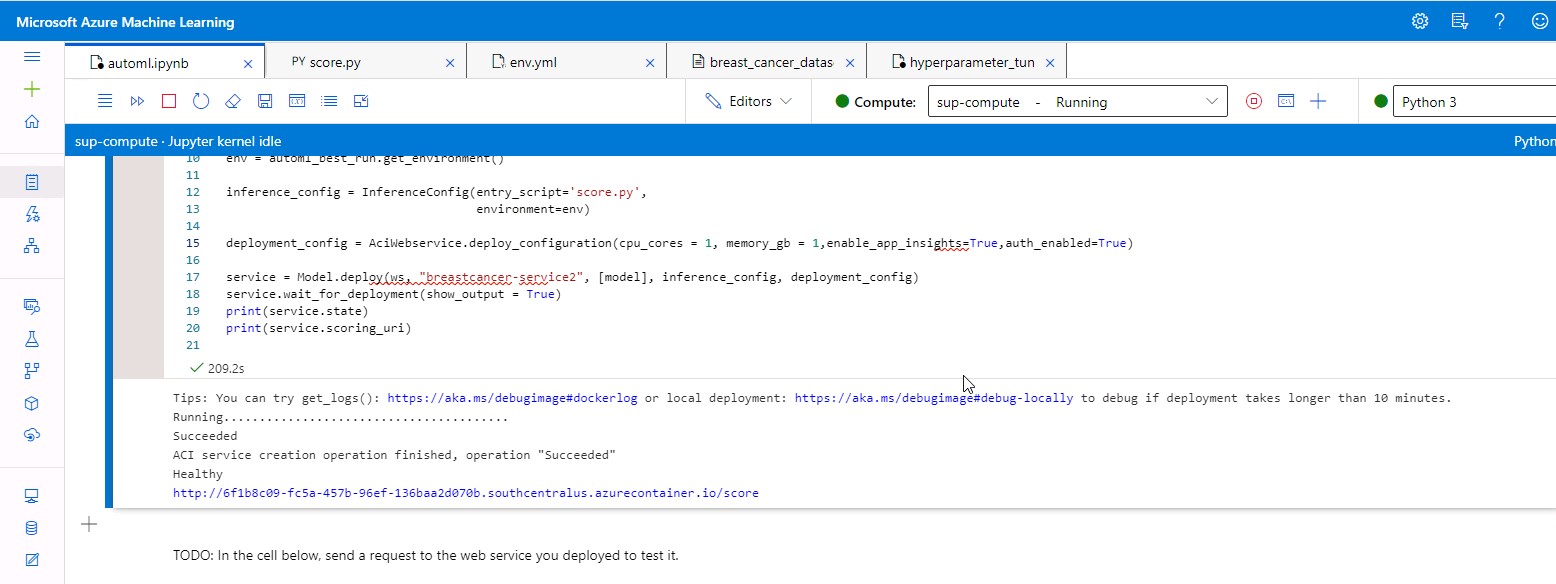 Microsoft Azure Machine Learning
automl.ipynb
PY score.py
env.yml
breast_cancer_datas
hyperparameter_tun
Editors
Compute: sup-compute - Running
Python 3
sup-compute · Jupyter kernel idle
Python
10 env = automl_best_run.get_environment()
11
12 inference_config = InferenceConfig(entry_script='score.py',
13 environment=env)
14
15 deployment_config = AciWebservice.deploy_configuration(cpu_cores = 1, memory_gb = 1,enable_app_insights=True,auth_enabled=True)
16
17 service = Model.deploy(ws, "breastcancer-service2", [model], inference_config, deployment_config)
18 service.wait_for_deployment(show_output = True)
19 print(service.state)
20 print(service.scoring_uri)
21
209.2s
Tips: You can try get_logs(): https://aka.ms/debugimage#dockerlog or local deployment: https://aka.ms/debugimage#debug-locally to debug if deployment takes longer than 10 minutes.
Running........................................
Succeeded
ACI service creation operation finished, operation "Succeeded"
Healthy
http://6f1b8c09-fc5a-457b-96ef-136baa2d070b.southcentralus.azurecontainer.io/score
TODO: In the cell below, send a request to the web service you deployed to test it.